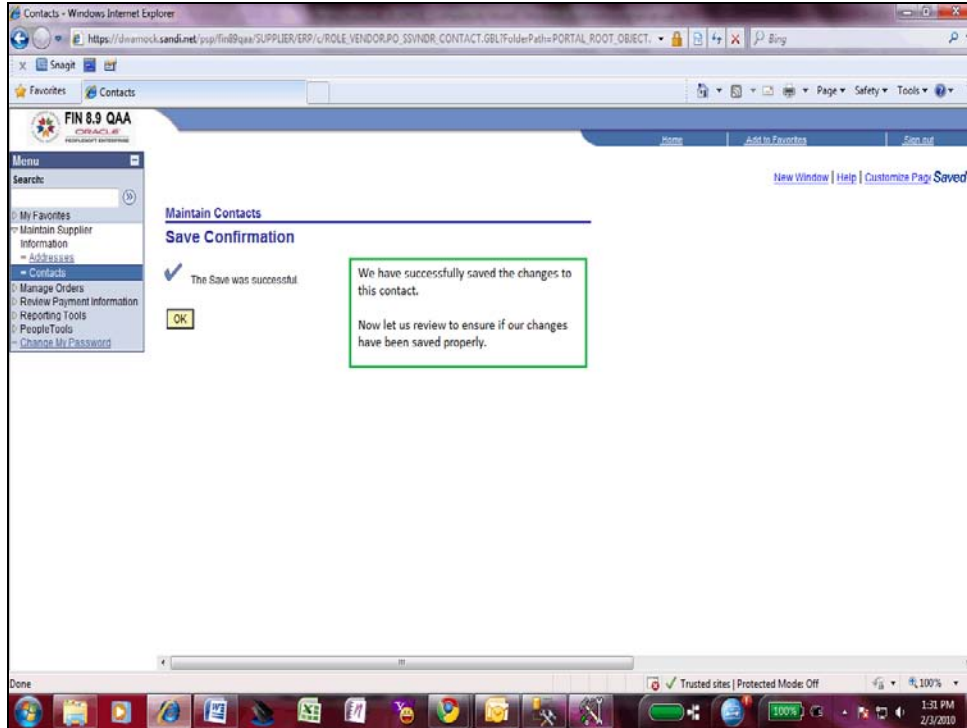 Contacts - Windows Internet Explorer
https://dwamock.sandi.net/psp/fin89qaa/SUPPLIER/ERP/c/ROLE_VENDOR.PO_SSVNDR_CONTACT.GBL?FolderPath=PORTAL_ROOT_OBJECT.
Bing
x Snagit
Favorites Contacts
Page Safety Tools
FIN 8.9 QAA
ORACLE
PEOPLESOFT ENTERPRISE
Home Add to Favorites Sign out
Menu
Search:
New Window | Help | Customize Page Saved
My Favorites
Maintain Supplier
Information
– Addresses
– Contacts
Manage Orders
Review Payment Information
Reporting Tools
PeopleTools
– Change My Password
Maintain Contacts
Save Confirmation
The Save was successful.
OK
We have successfully saved the changes to
this contact.
Now let us review to ensure if our changes
have been saved properly.
Done
Trusted sites | Protected Mode: Off
100%
100%
1:31 PM
2/3/2010